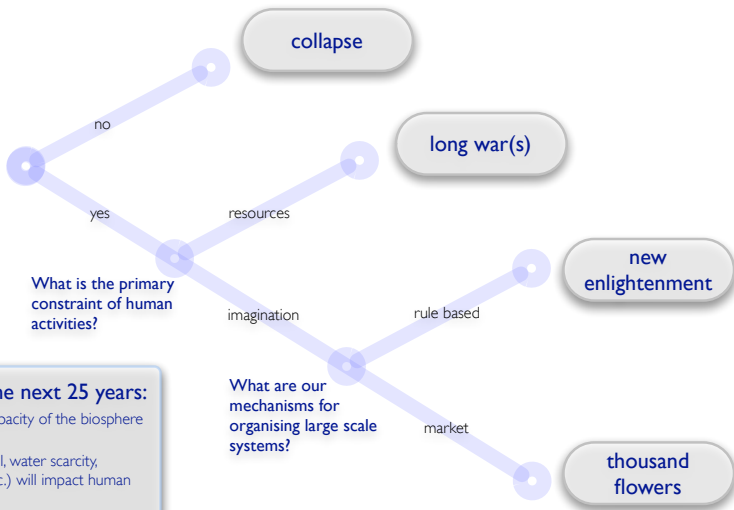 collapse
no
long war(s)
yes
resources
What is the primary
constraint of human
activities?
new
enlightenment
imagination
rule based
What are our
mechanisms for
organising large scale
systems?
market
next 25 years:
of the biosphere
water scarcity,
will impact human
thousand
flowers